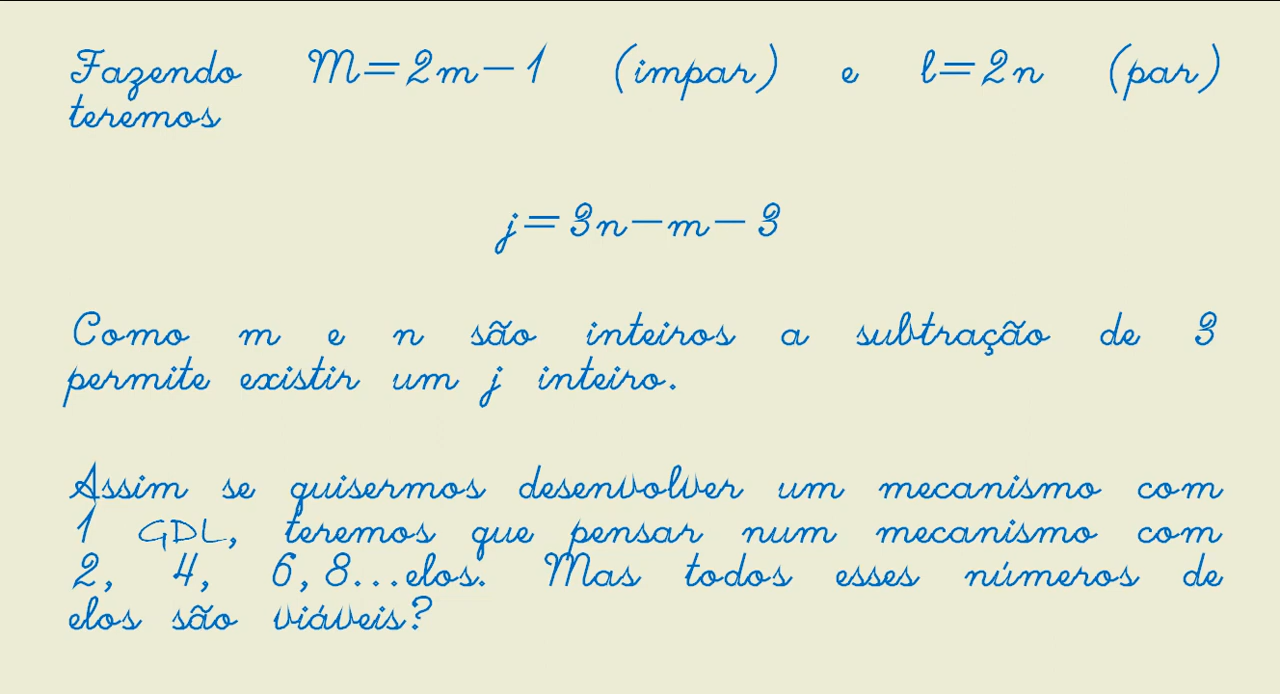 Fazendo M=2m-1 (impar) e l=2n (par)
teremos
j=3n-m-3
Como m e n são inteiros a subtração de 3
permite existir um j inteiro.
Assim se quisermos desenvolver um mecanismo com
1 GDL, teremos que pensar num mecanismo com
2, 4, 6,8...elos. Mas todos esses números de
elos são viáveis?